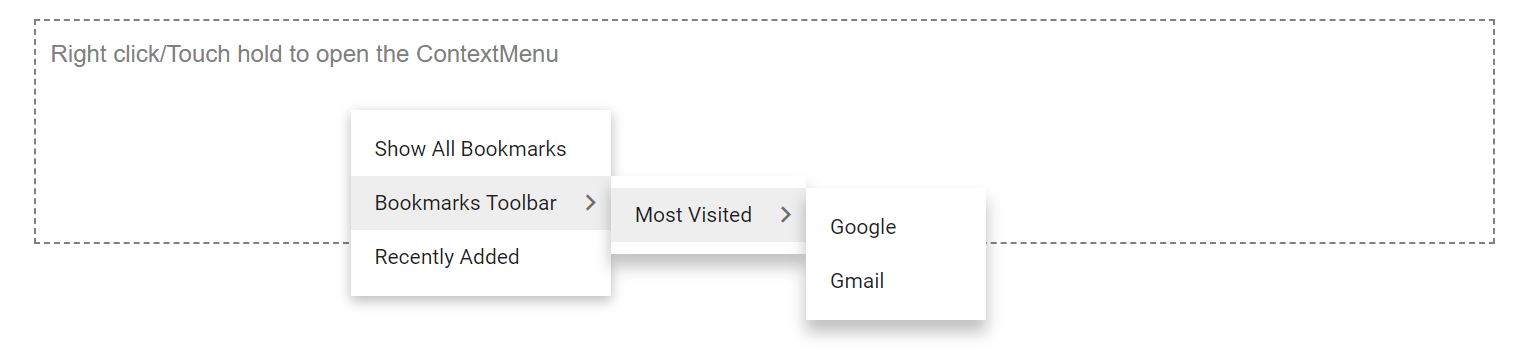 Right click/Touch hold to open the ContextMenu
Show All Bookmarks
Bookmarks Toolbar
Recently Added
Most Visited
Google
Gmail